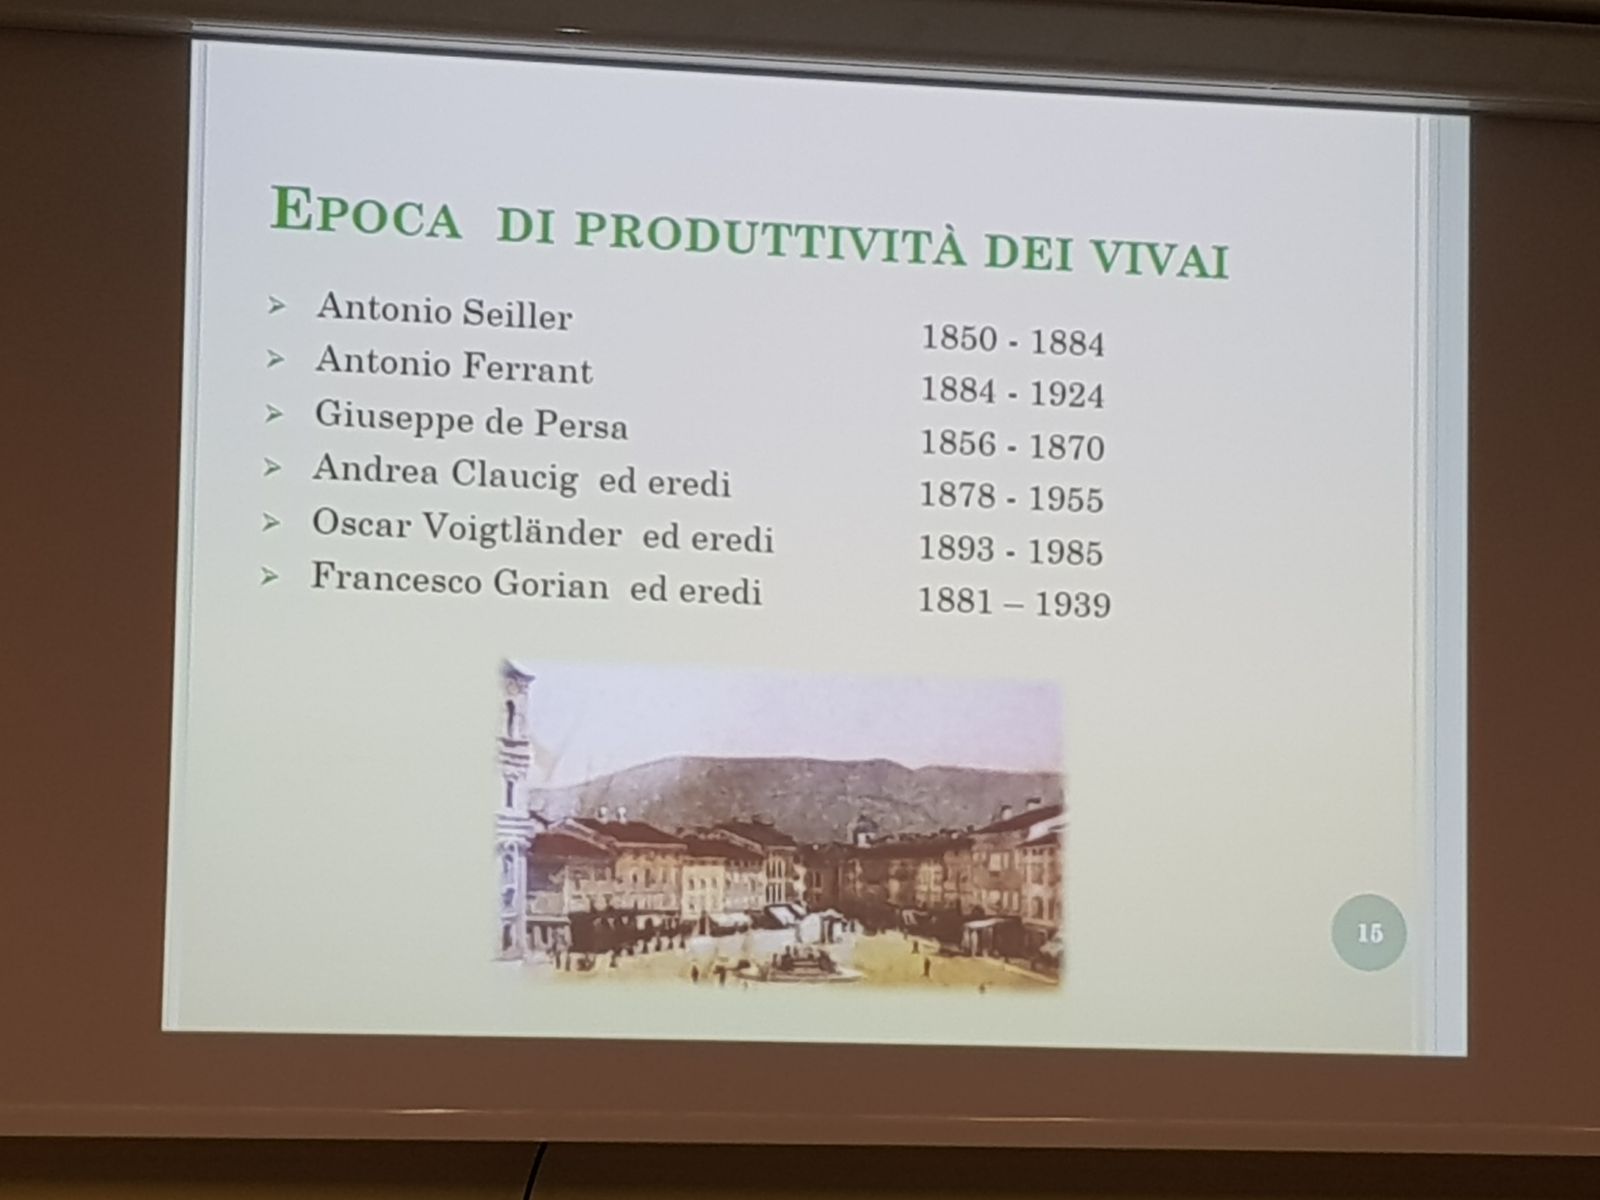 EPOCA DI PRODUTTIVITÀ DEI VIVAI
Antonio Seiller 1850 - 1884
Antonio Ferrant 1884 - 1924
Giuseppe de Persa 1856 - 1870
Andrea Claucig ed eredi 1878 - 1955
Oscar Voigtländer ed eredi 1893 - 1985
Francesco Gorian ed eredi 1881 – 1939
15